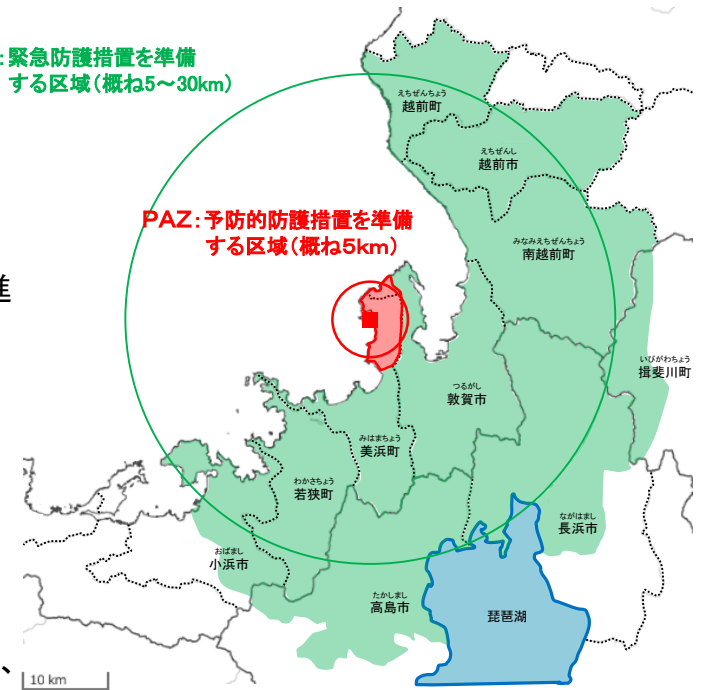 ：緊急防護措置を準備
する区域（概ね5～30km）
PAZ：予防的防護措置を準備
する区域（概ね5km）
進
えちぜんちょう
越前町
えちぜんし
越前市
みなみえちぜんちょう
南越前町
いびがわちょう
揖斐川町
つるがし
敦賀市
みはまちょう
美浜町
わかさちょう
若狭町
ながはまし
長浜市
おばまし
小浜市
たかしまし
高島市
琵琶湖
、
10 km